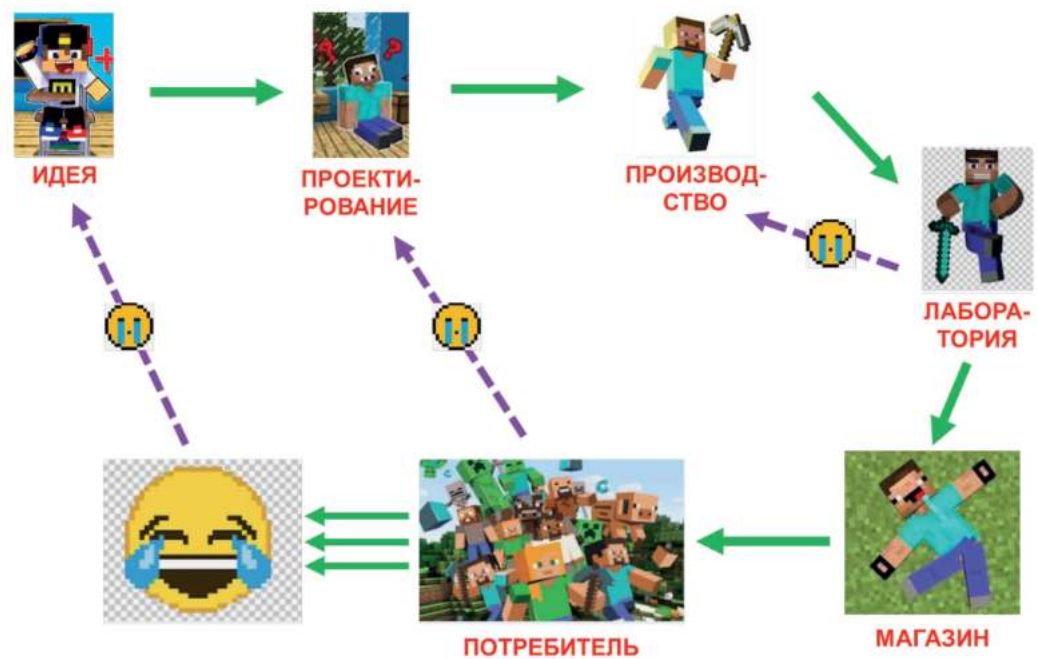 ИДЕЯ
ПРОЕКТИ-
РОВАНИЕ
ПРОИЗВОД-
СТВО
ЛАБОРА-
ТОРИЯ
МАГАЗИН
ПОТРЕБИТЕЛЬ